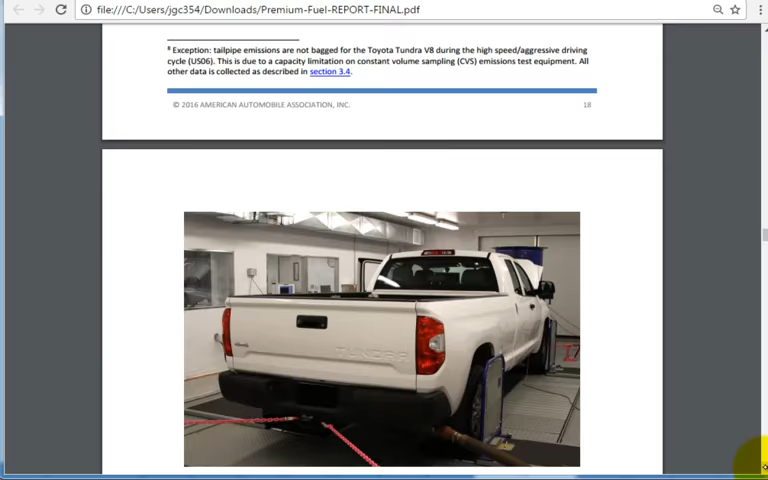 file:///C:/Users/jgc354/Downloads/Premium-Fuel-REPORT-FINAL.pdf
8 Exception: tailpipe emissions are not bagged for the Toyota Tundra V8 during the high speed/aggressive driving
cycle (US06). This is due to a capacity limitation on constant volume sampling (CVS) emissions test equipment. All
other data is collected as described in section 3.4.
© 2016 AMERICAN AUTOMOBILE ASSOCIATION, INC. 18
TUNDRA